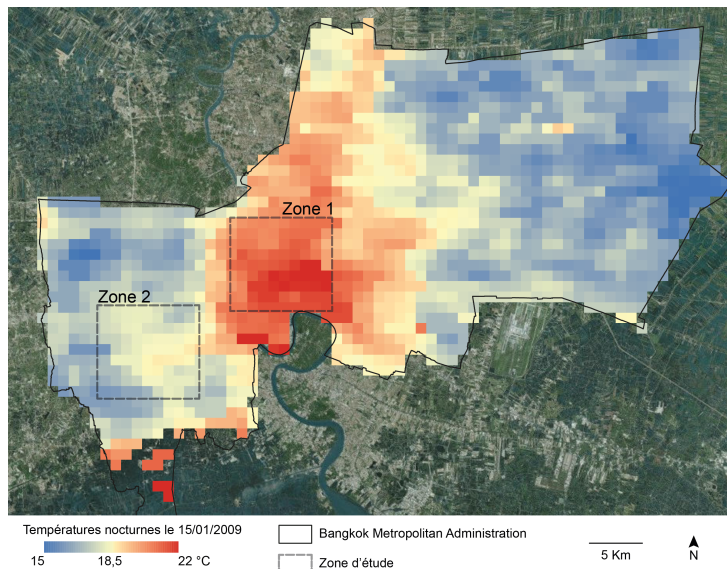 Zone 1
Zone 2
Températures nocturnes le 15/01/2009
15 18,5 22 °C
Bangkok Metropolitan Administration
Zone d'étude
5 Km
N